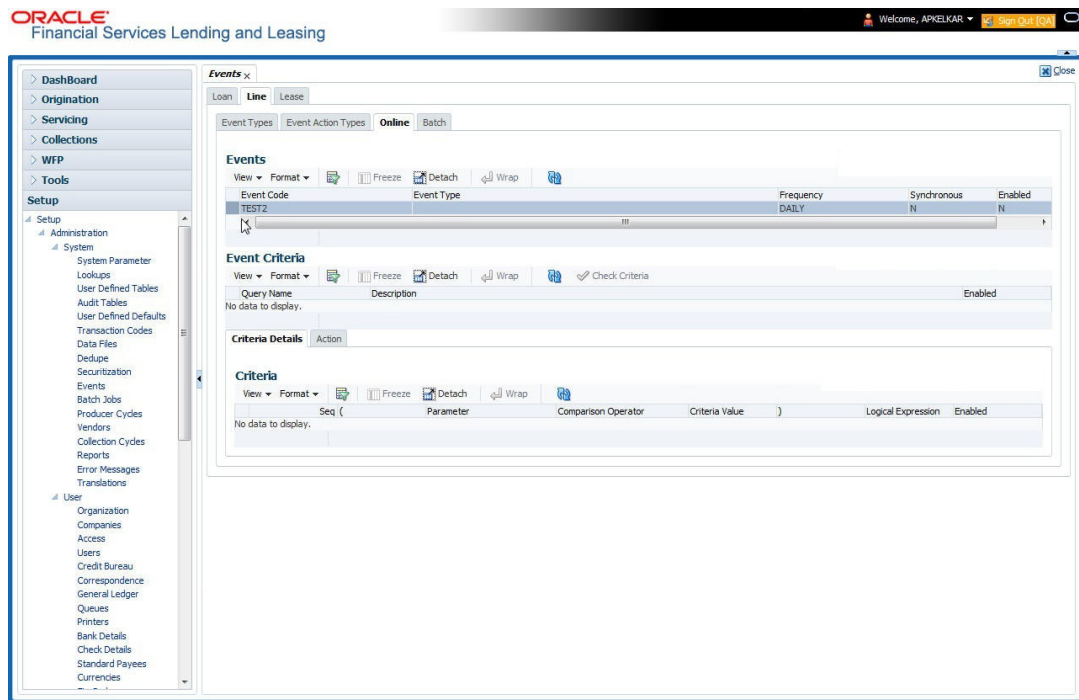 ORACLE
Financial Services Lending and Leasing
Welcome, APKELKAR
Sign Out [QA]
DashBoard
Origination
Servicing
Collections
WFP
Tools
Setup
Setup
Administration
System
System Parameter
Lookups
User Defined Tables
Audit Tables
User Defined Defaults
Transaction Codes
Data Files
Dedupe
Securitization
Events
Batch Jobs
Producer Cycles
Vendors
Collection Cycles
Reports
Error Messages
Translations
User
Organization
Companies
Access
Users
Credit Bureau
Correspondence
General Ledger
Queues
Printers
Bank Details
Check Details
Standard Payees
Currencies
Events
Close
Loan Line Lease
Event Types Event Action Types Online Batch
Events
View Format Freeze Detach Wrap
Event Code Event Type Frequency Synchronous Enabled
TEST2 DAILY N N
Event Criteria
View Format Freeze Detach Wrap Check Criteria
Query Name Description Enabled
No data to display.
Criteria Details Action
Criteria
View Format Freeze Detach Wrap
Seq ( Parameter Comparison Operator Criteria Value ) Logical Expression Enabled
No data to display.